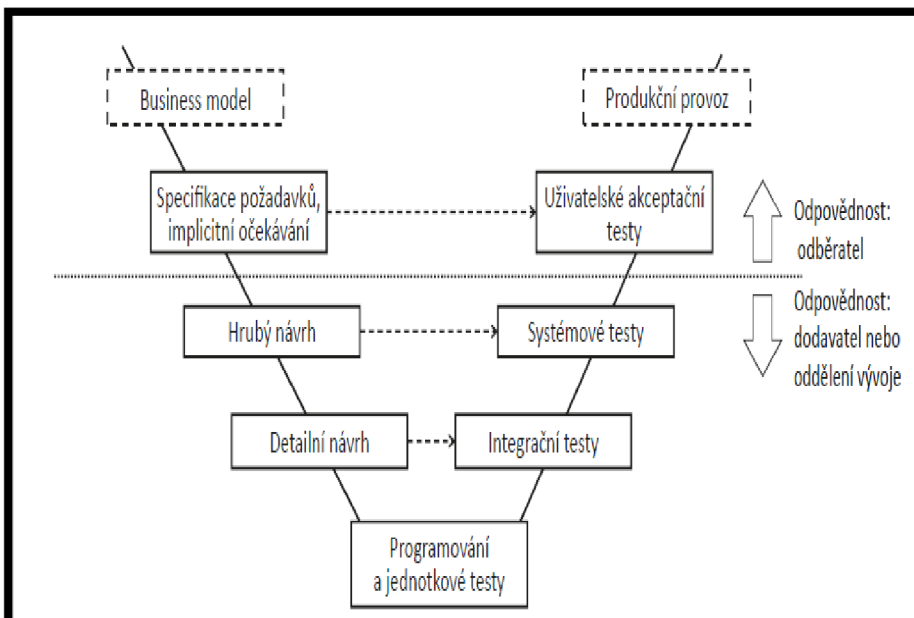 Business model
Produkční provoz
Specifikace požadavků,
implicitní očekávání
Uživatelské akceptační
testy
Odpovědnost:
odběratel
Hrubý návrh
Systémové testy
Odpovědnost:
dodavatel nebo
oddělení vývoje
Detailní návrh
Integrační testy
Programování
a jednotkové testy